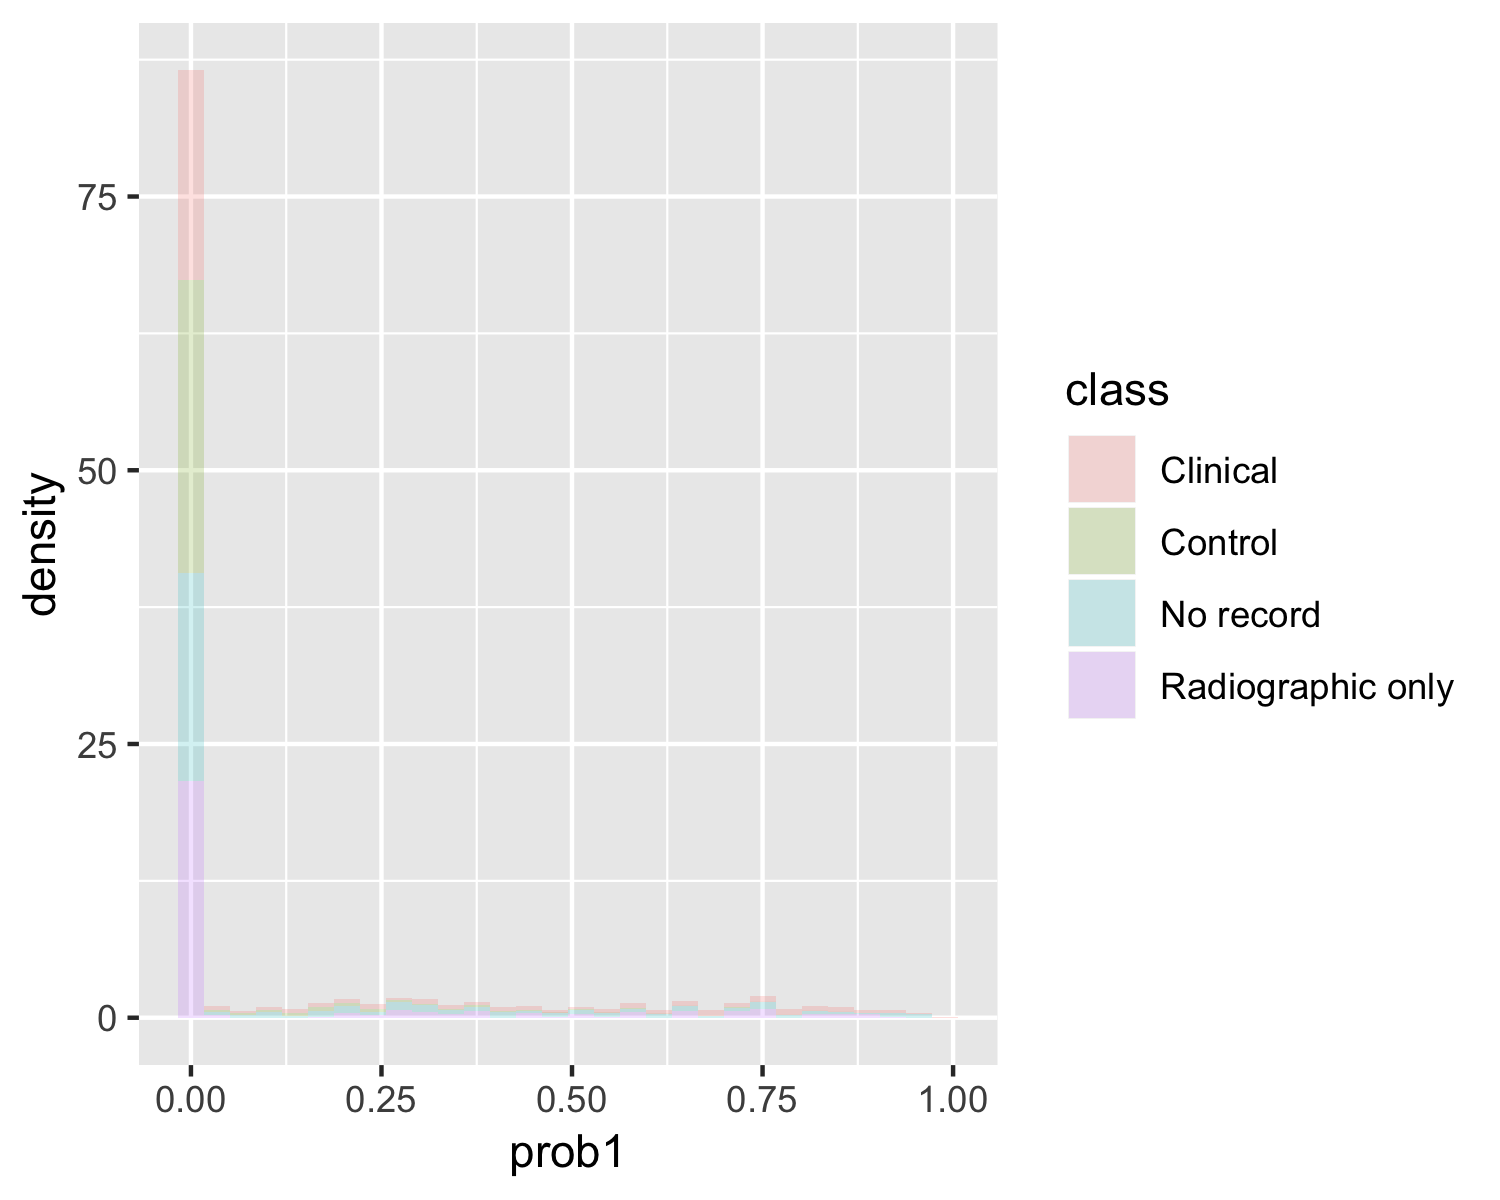 75
50
25
0
density
0.00 0.25 0.50 0.75 1.00
prob1
class
Clinical
Control
No record
Radiographic only